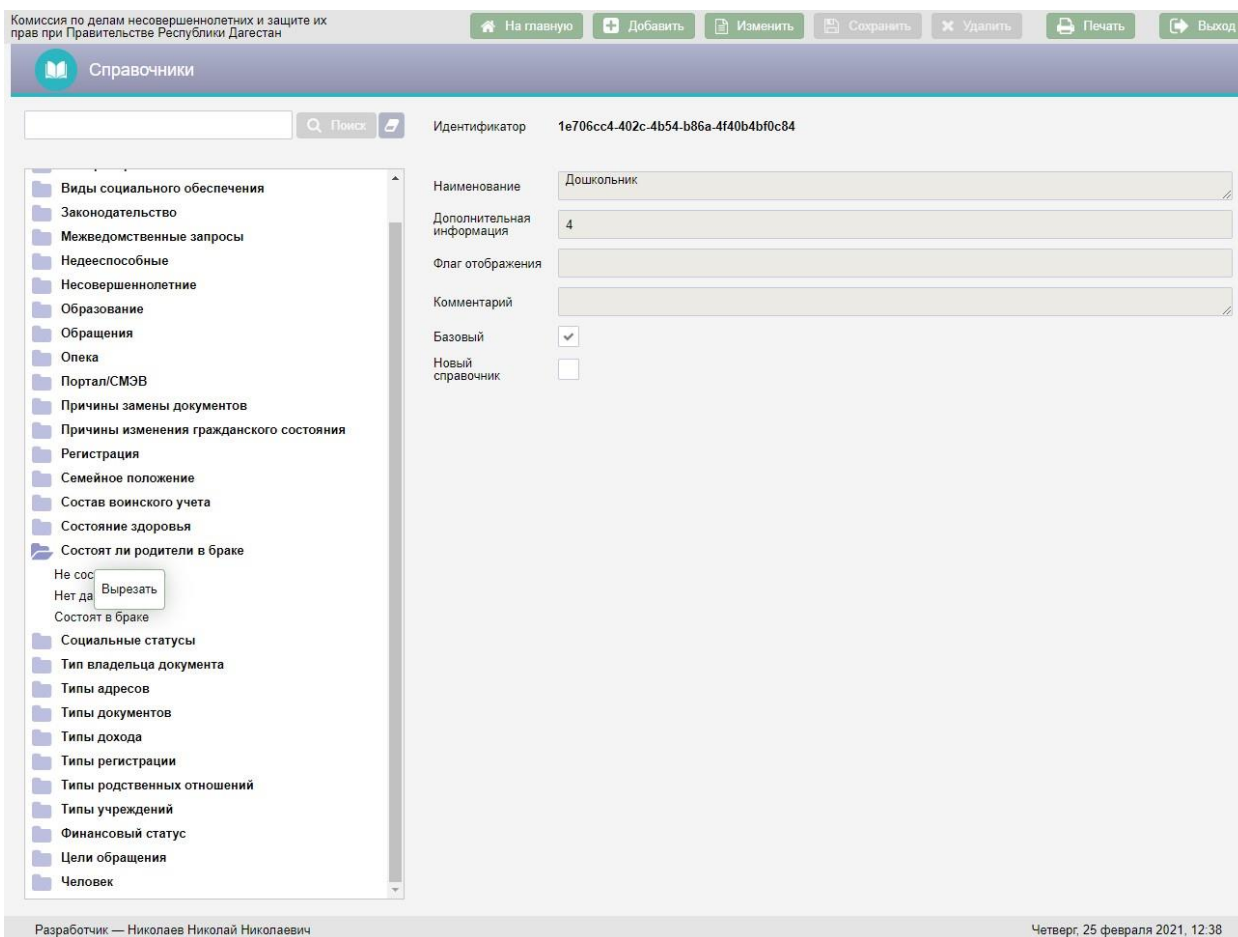 Комиссия по делам несовершеннолетних и защите их
прав при Правительстве Республики Дагестан
На главную
Добавить
Изменить
Сохранить
Удалить
Печать
Выход
Справочники
Поиск
Идентификатор 1e706cc4-402c-4b54-b86a-4f40b4bf0c84
Виды социального обеспечения
Законодательство
Межведомственные запросы
Недееспособные
Несовершеннолетние
Образование
Обращения
Опека
Портал/СМЭВ
Причины замены документов
Причины изменения гражданского состояния
Регистрация
Семейное положение
Состав воинского учета
Состояние здоровья
Состоят ли родители в браке
Не сос
Нет да
Вырезать
Состоят в браке
Социальные статусы
Тип владельца документа
Типы адресов
Типы документов
Типы дохода
Типы регистрации
Типы родственных отношений
Типы учреждений
Финансовый статус
Цели обращения
Человек
Наименование Дошкольник
Дополнительная
информация 4
Флаг отображения
Комментарий
Базовый
Новый
справочник
Разработчик — Николаев Николай Николаевич
Четверг, 25 февраля 2021, 12:38